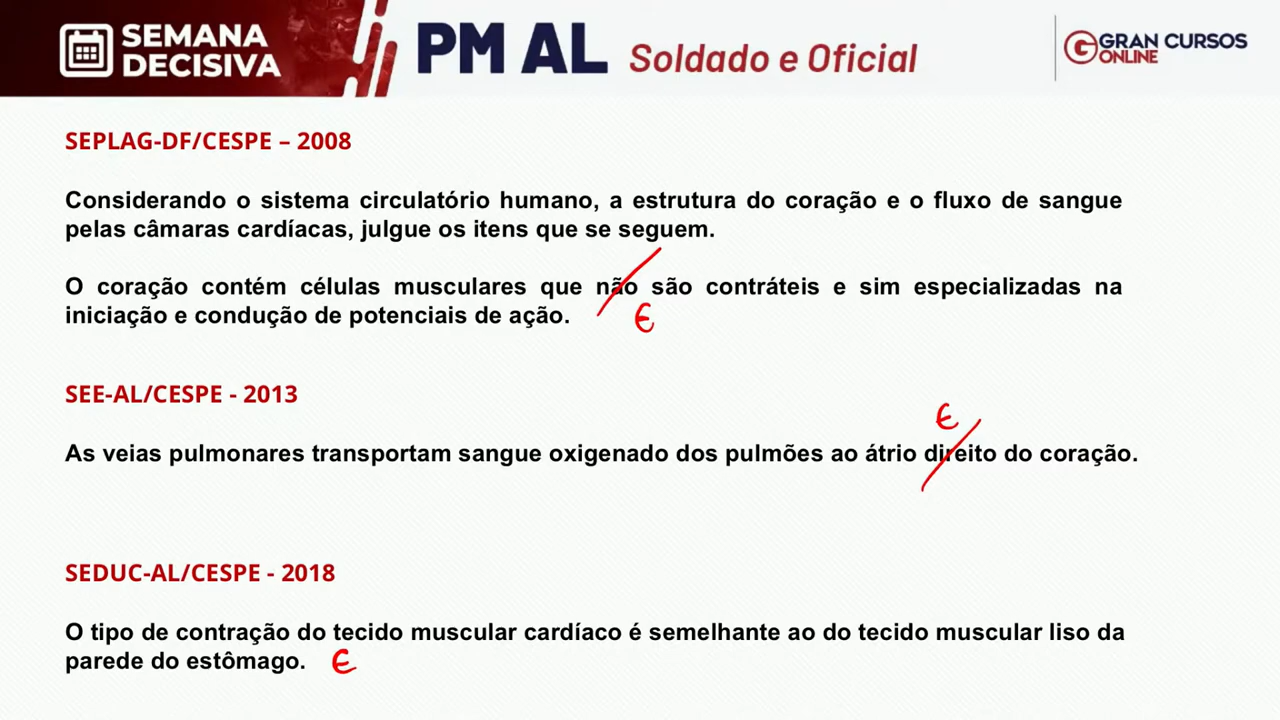 SEMANA
DECISIVA
PM AL Soldado e Oficial
GRAN CURSOS
ONLINE
SEPLAG-DF/CESPE – 2008
Considerando o sistema circulatório humano, a estrutura do coração e o fluxo de sangue
pelas câmaras cardíacas, julgue os itens que se seguem.
O coração contém células musculares que não são contráteis e sim especializadas na
iniciação e condução de potenciais de ação.
E
SEE-AL/CESPE - 2013
E
As veias pulmonares transportam sangue oxigenado dos pulmões ao átrio direito do coração.
SEDUC-AL/CESPE - 2018
O tipo de contração do tecido muscular cardíaco é semelhante ao do tecido muscular liso da
parede do estômago. E